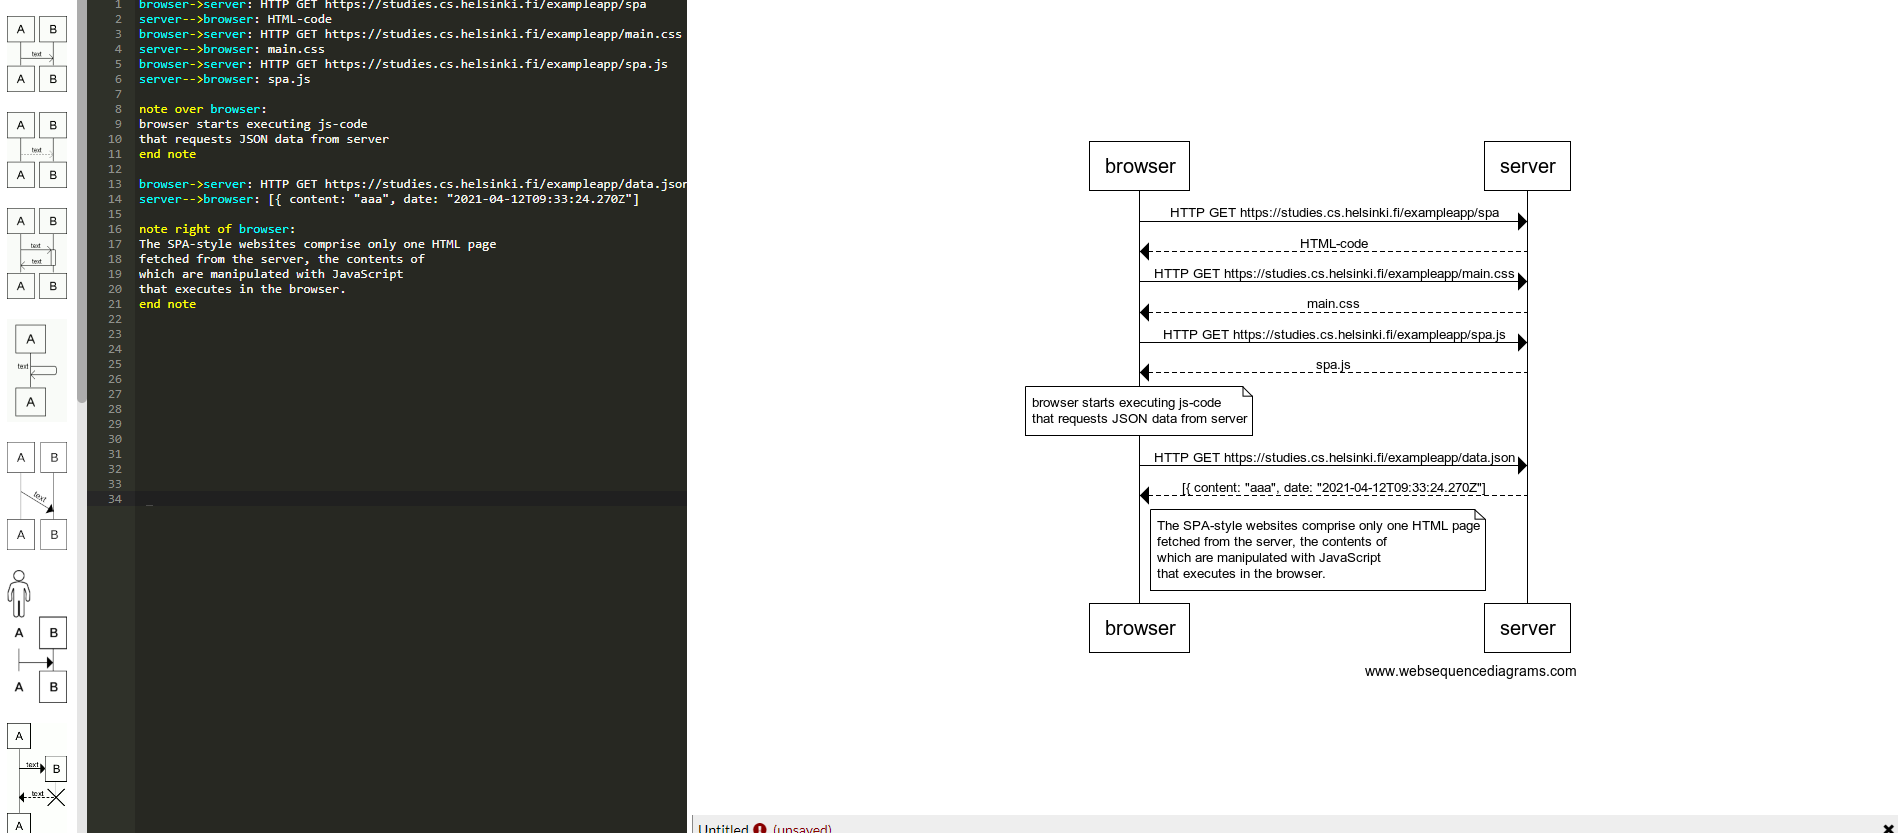 A B
text
A B
A B
text
A B
A B
text
text
A B
A
text
A
A B
text
A B
A B
A B
A
text B
text
A
1 browser->server: HTTP GET https://studies.cs.helsinki.fi/exampleapp/spa
2 server-->browser: HTML-code
3 browser->server: HTTP GET https://studies.cs.helsinki.fi/exampleapp/main.css
4 server-->browser: main.css
5 browser->server: HTTP GET https://studies.cs.helsinki.fi/exampleapp/spa.js
6 server-->browser: spa.js
7
8 note over browser:
9 browser starts executing js-code
10 that requests JSON data from server
11 end note
12
13 browser->server: HTTP GET https://studies.cs.helsinki.fi/exampleapp/data.json
14 server-->browser: [{ content: "aaa", date: "2021-04-12T09:33:24.270Z"]
15
16 note right of browser:
17 The SPA-style websites comprise only one HTML page
18 fetched from the server, the contents of
19 which are manipulated with JavaScript
20 that executes in the browser.
21 end note
22
23
24
25
26
27
28
29
30
31
32
33
34
browser server
HTTP GET https://studies.cs.helsinki.fi/exampleapp/spa
HTML-code
HTTP GET https://studies.cs.helsinki.fi/exampleapp/main.css
main.css
HTTP GET https://studies.cs.helsinki.fi/exampleapp/spa.js
spa.js
browser starts executing js-code
that requests JSON data from server
HTTP GET https://studies.cs.helsinki.fi/exampleapp/data.json
[{ content: "aaa", date: "2021-04-12T09:33:24.270Z"]
The SPA-style websites comprise only one HTML page
fetched from the server, the contents of
which are manipulated with JavaScript
that executes in the browser.
browser server
www.websequencediagrams.com
Untitled ! (unsaved)